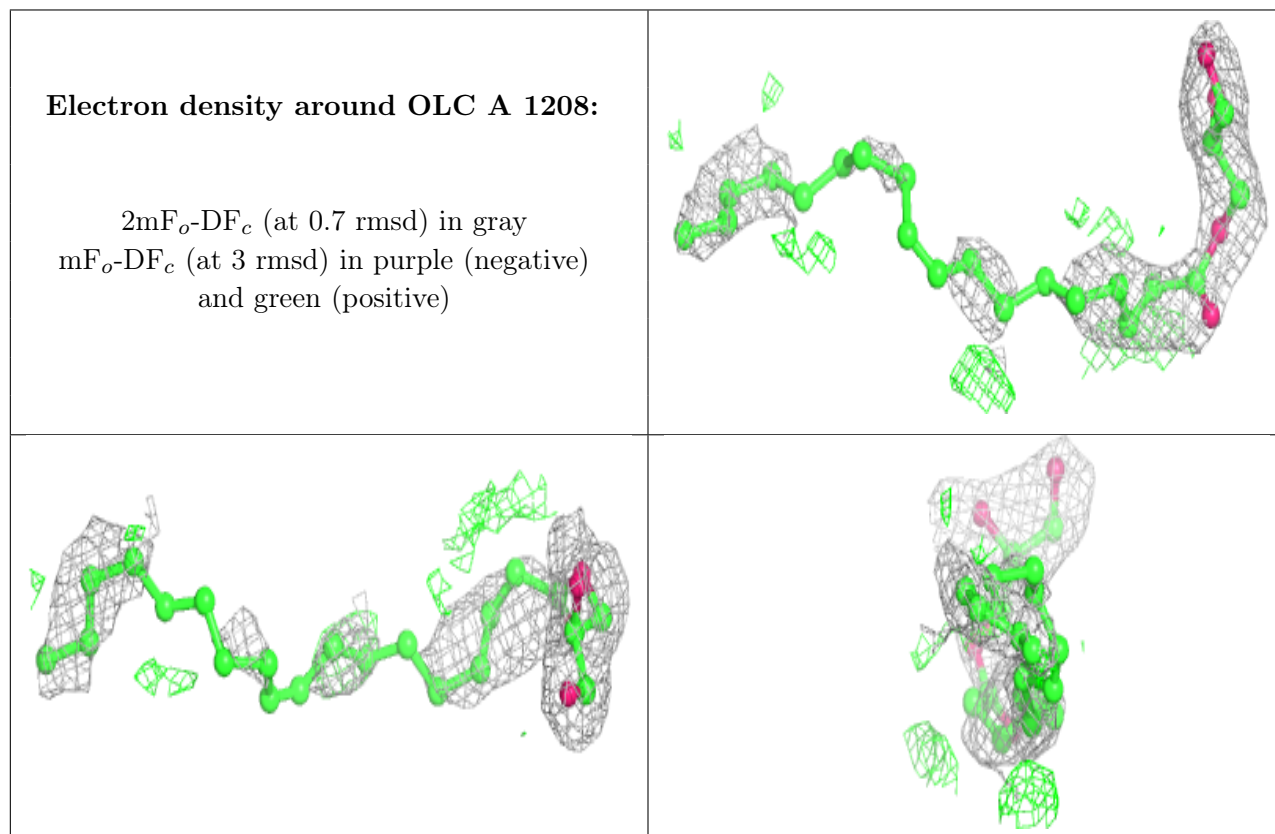 Electron density around OLC A 1208:
2mFo-DFc (at 0.7 rmsd) in gray
mFo-DFc (at 3 rmsd) in purple (negative)
and green (positive)